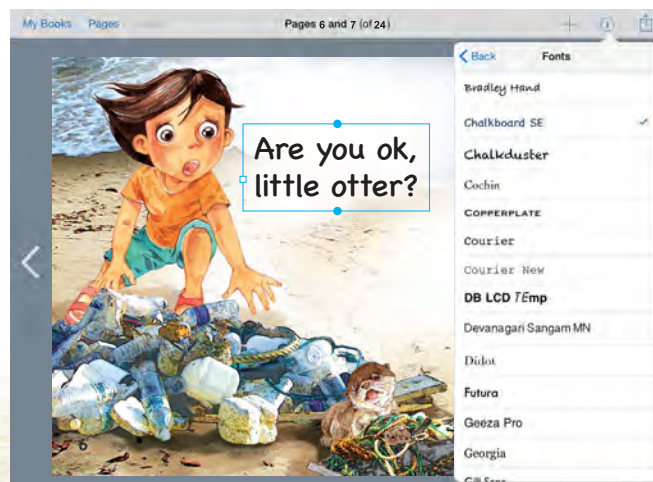 My Books Pages Pages 6 and 7 (of 24)
Back Fonts
Bradley Hand
Chalkboard SE
Chalkduster
Cochin
COPPERPLATE
Courier
Courier New
DB LCD TEmp
Devanagari Sangam MN
Didot
Futura
Geeza Pro
Georgia
Gill Sans
Are you ok,
little otter?
6